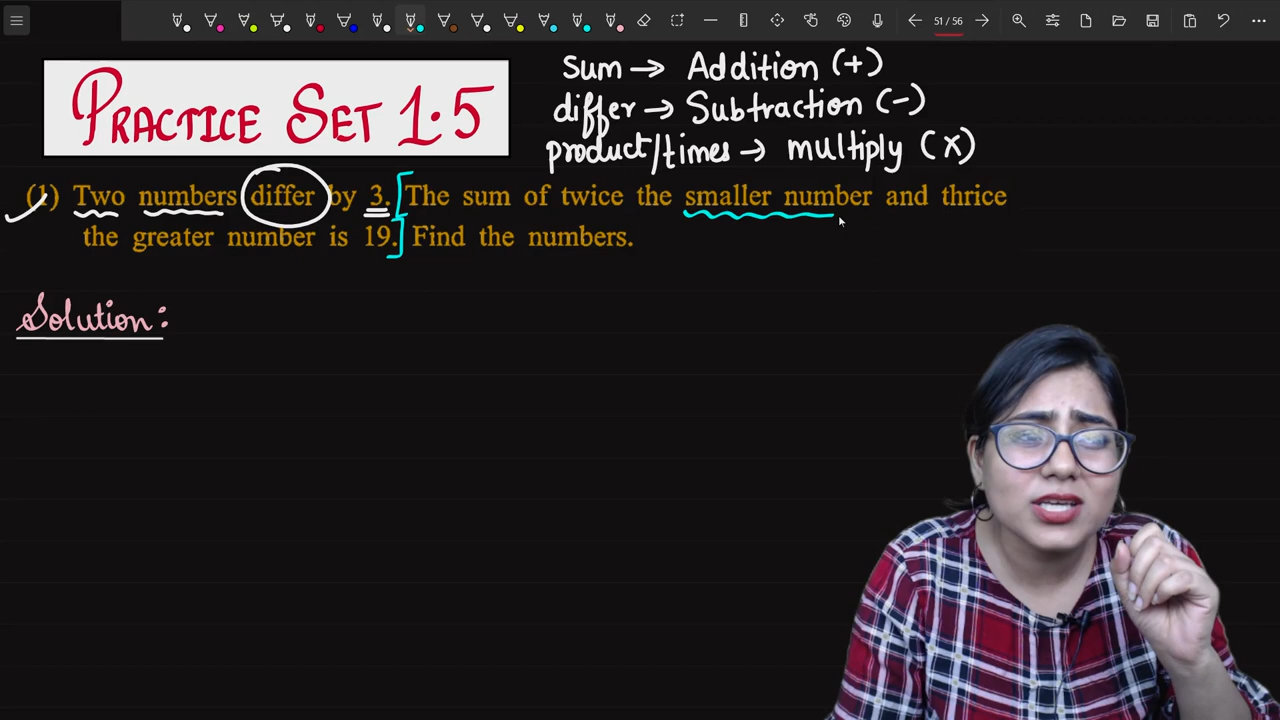 51 / 56
PRACTICE SET 1.5
Sum → Addition (+)
differ → Subtraction (-)
product/times → multiply (x)
(1) Two numbers differ by 3. [The sum of twice the smaller number and thrice
the greater number is 19.] Find the numbers.
Solution: